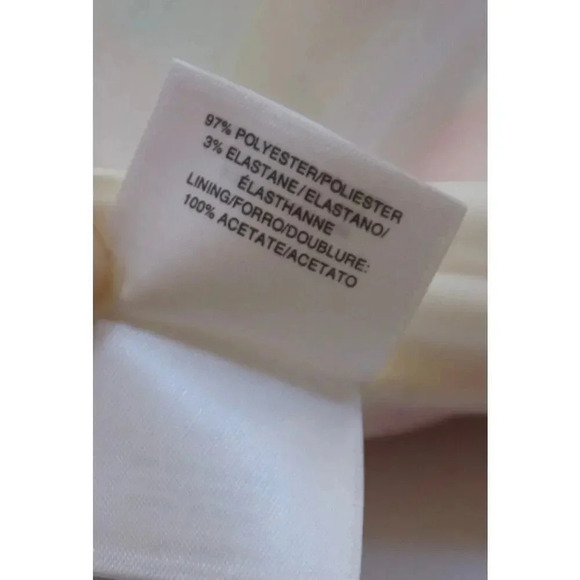 97% POLYESTER/POLIESTER
3% ELASTANE/ELASTANO/
ÉLASTHANNE
LINING/FORRO/DOUBLURE:
100% ACETATE/ACETATO